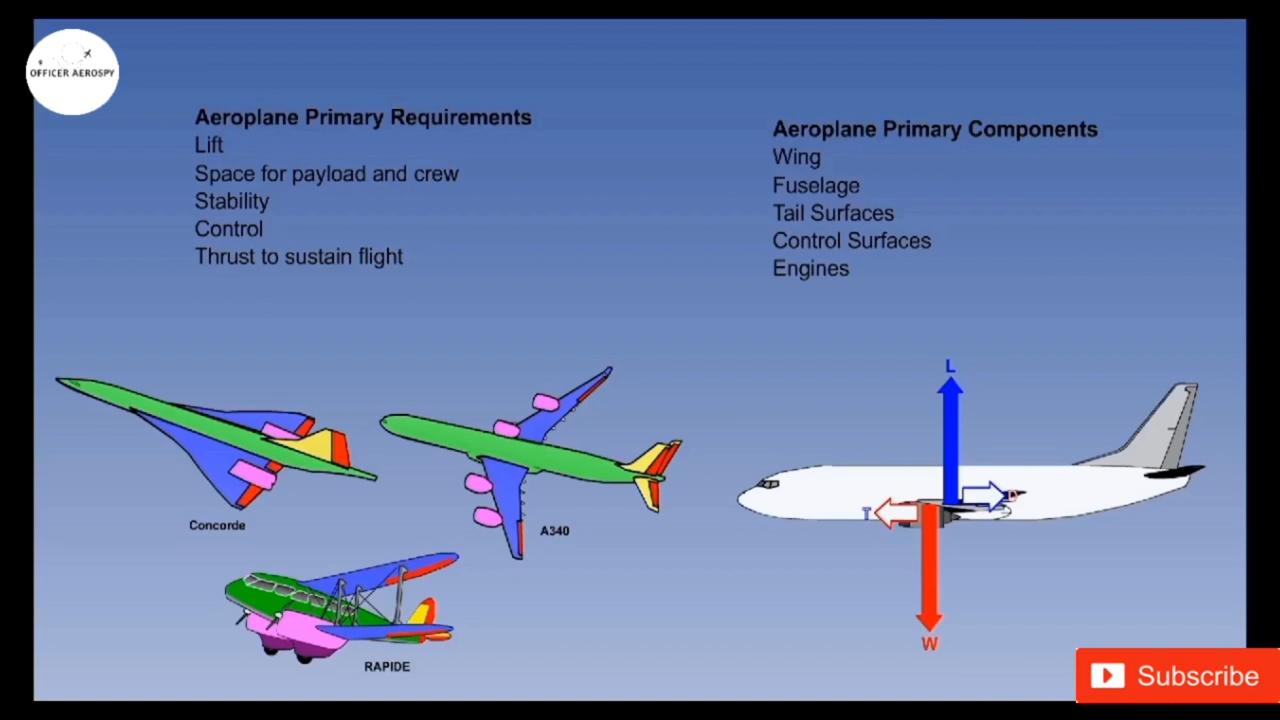 OFFICER AEROSPY
Aeroplane Primary Requirements
Lift
Space for payload and crew
Stability
Control
Thrust to sustain flight
Aeroplane Primary Components
Wing
Fuselage
Tail Surfaces
Control Surfaces
Engines
Concorde
A340
RAPIDE
L
D
T
W
Subscribe